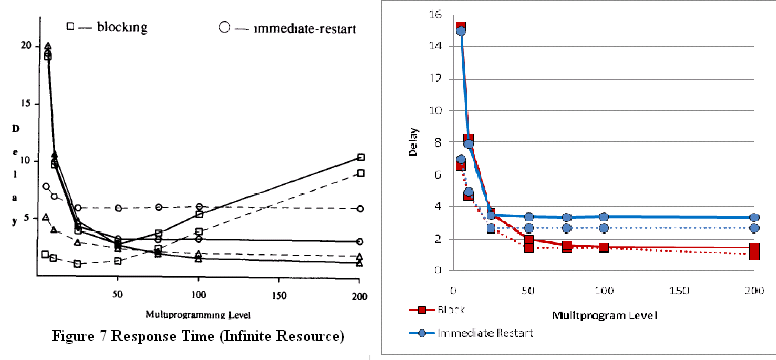 □ — blocking
○ — immediate-restart
20
15
10
5
D
e
l
a
y
50
100
150
200
Multiprogramming Level
Figure 7 Response Time (Infinite Resource)
16
14
12
10
8
6
4
2
0
Delay
0
50
100
150
200
Multiprogram Level
Block
Immediate Restart